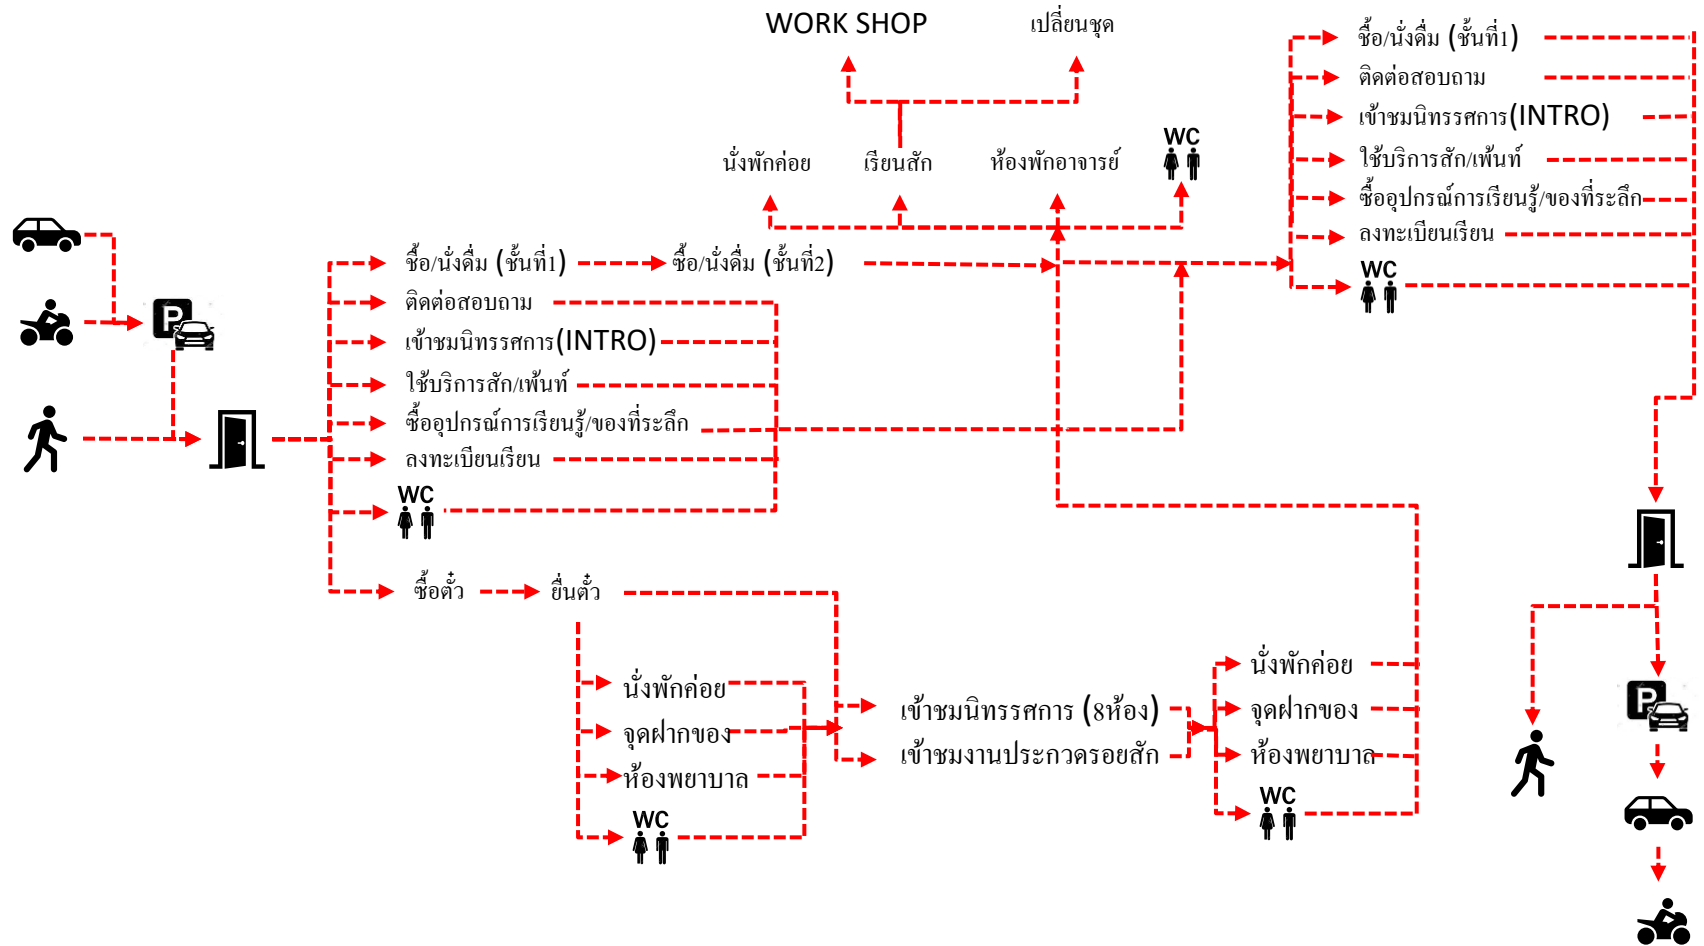 WORK SHOP
เปลี่ยนชุด
นั่งพักค่อย
เรียนสัก
ห้องพักอาจารย์
WC
ซื้อ/นั่งดื่ม (ชั้นที่1)
ติดต่อสอบถาม
เข้าชมนิทรรศการ(INTRO)
ใช้บริการสัก/เพ้นท์
ซื้ออุปกรณ์การเรียนรู้/ของที่ระลึก
ลงทะเบียนเรียน
WC
P
ซื้อ/นั่งดื่ม (ชั้นที่1)
ซื้อ/นั่งดื่ม (ชั้นที่2)
ติดต่อสอบถาม
เข้าชมนิทรรศการ(INTRO)
ใช้บริการสัก/เพ้นท์
ซื้ออุปกรณ์การเรียนรู้/ของที่ระลึก
ลงทะเบียนเรียน
WC
ซื้อตั๋ว
ยื่นตั๋ว
นั่งพักค่อย
จุดฝากของ
ห้องพยาบาล
WC
เข้าชมนิทรรศการ (8ห้อง)
เข้าชมงานประกวดรอยสัก
นั่งพักค่อย
จุดฝากของ
ห้องพยาบาล
WC
P